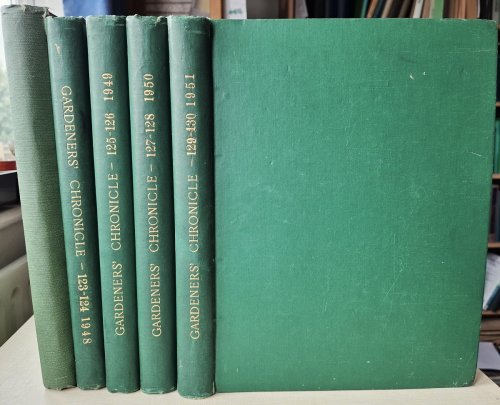 GARDENERS' CHRONICLE - 123-124 1948
GARDENERS' CHRONICLE - 125-126 1949
GARDENERS' CHRONICLE - 127-128 1950
GARDENERS' CHRONICLE - 129-130 1951